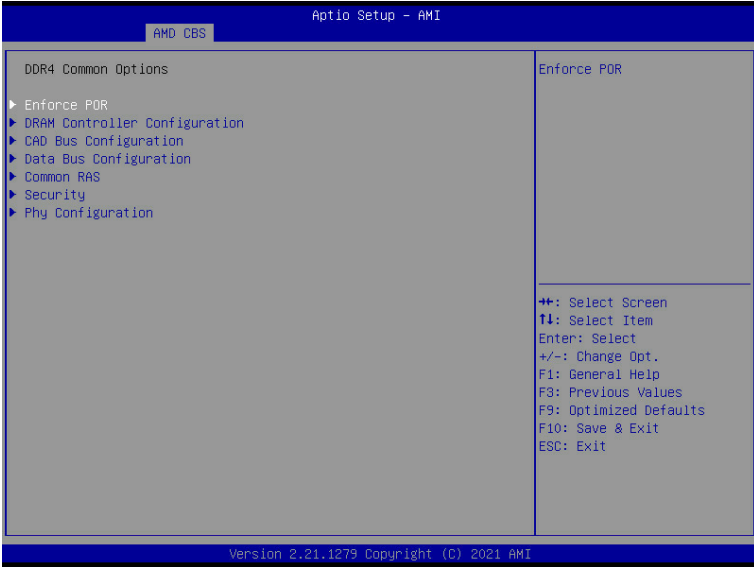 Aptio Setup - AMI
AMD CBS
DDR4 Common Options
Enforce POR
DRAM Controller Configuration
CAD Bus Configuration
Data Bus Configuration
Common RAS
Security
Phy Configuration
Enforce POR
→←: Select Screen
↑↓: Select Item
Enter: Select
+/-: Change Opt.
F1: General Help
F3: Previous Values
F9: Optimized Defaults
F10: Save & Exit
ESC: Exit
Version 2.21.1279 Copyright (C) 2021 AMI